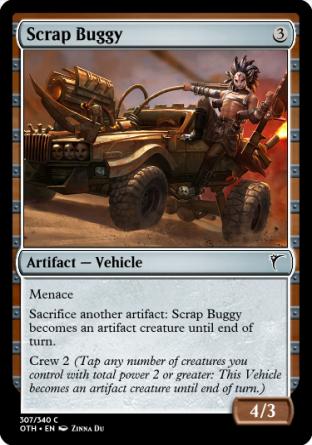 Scrap Buggy 3
Artifact — Vehicle
Menace
Sacrifice another artifact: Scrap Buggy
becomes an artifact creature until end of
turn.
Crew 2 (Tap any number of creatures you
control with total power 2 or greater: This Vehicle
becomes an artifact creature until end of turn.)
4/3
307/340 C
OTH • EN Zinna Du